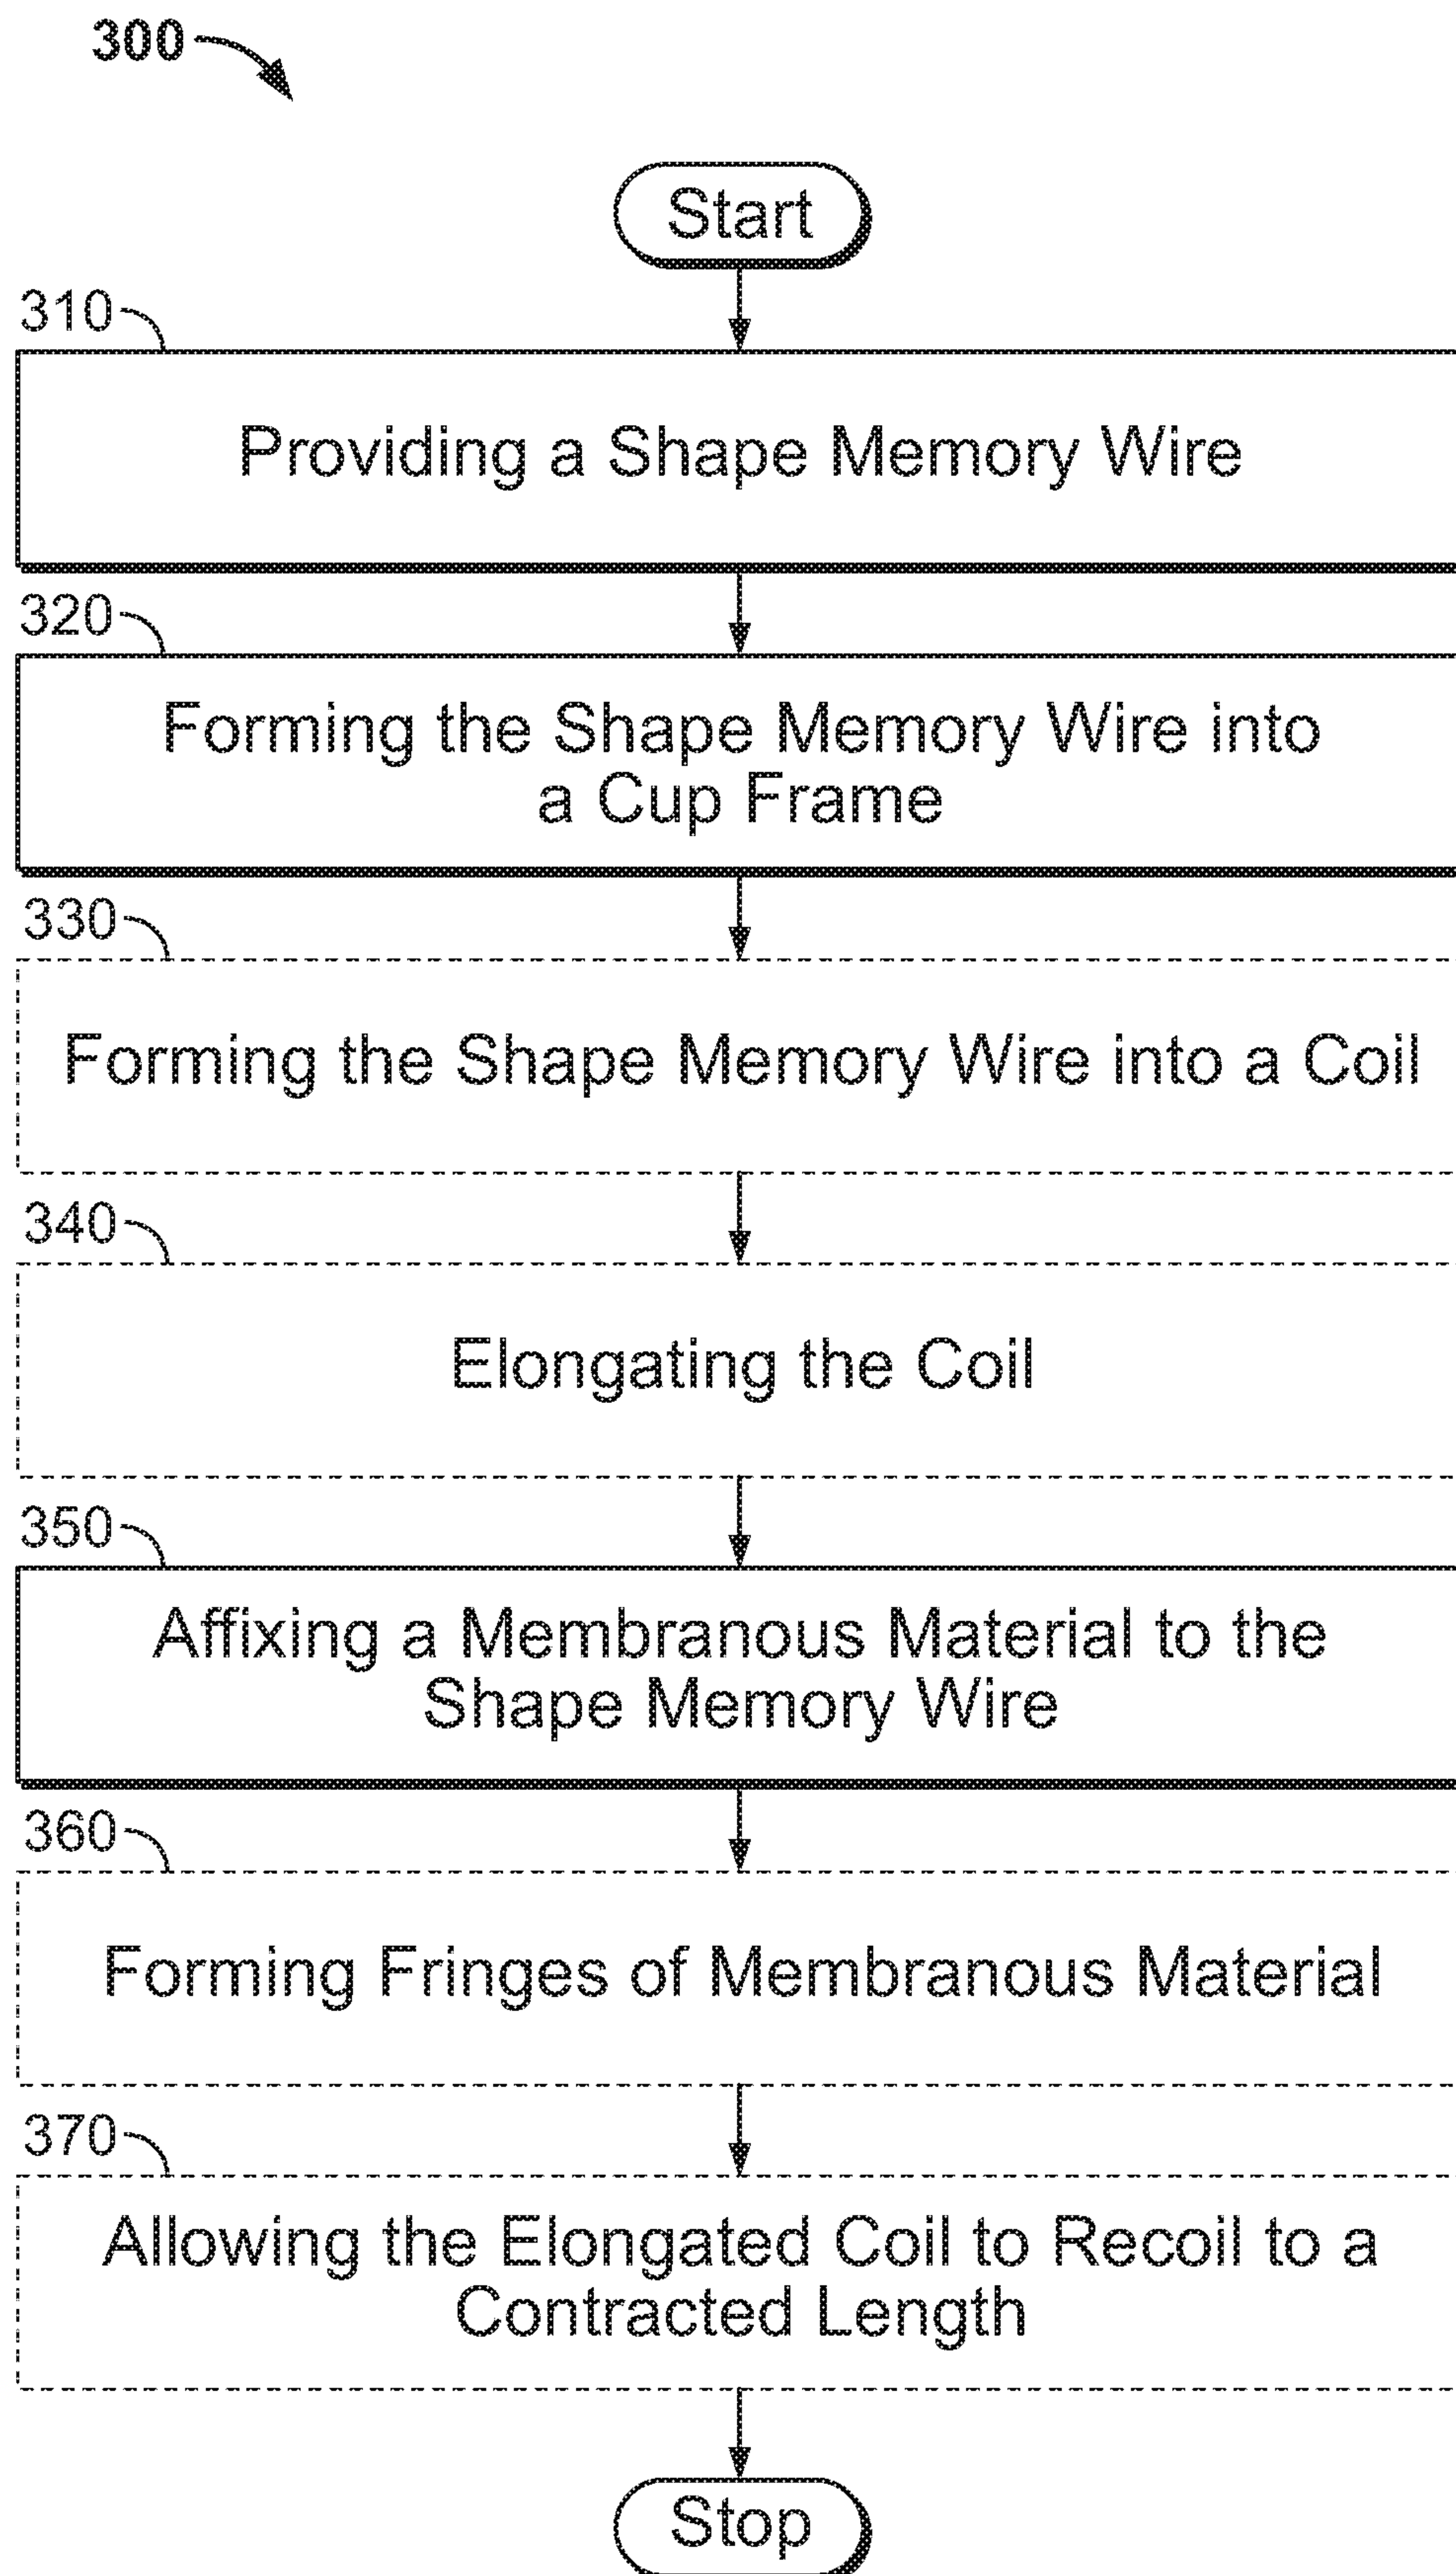 300
Start
310
Providing a Shape Memory Wire
320
Forming the Shape Memory Wire into
a Cup Frame
330
Forming the Shape Memory Wire into a Coil
340
Elongating the Coil
350
Affixing a Membranous Material to the
Shape Memory Wire
360
Forming Fringes of Membranous Material
370
Allowing the Elongated Coil to Recoil to a
Contracted Length
Stop